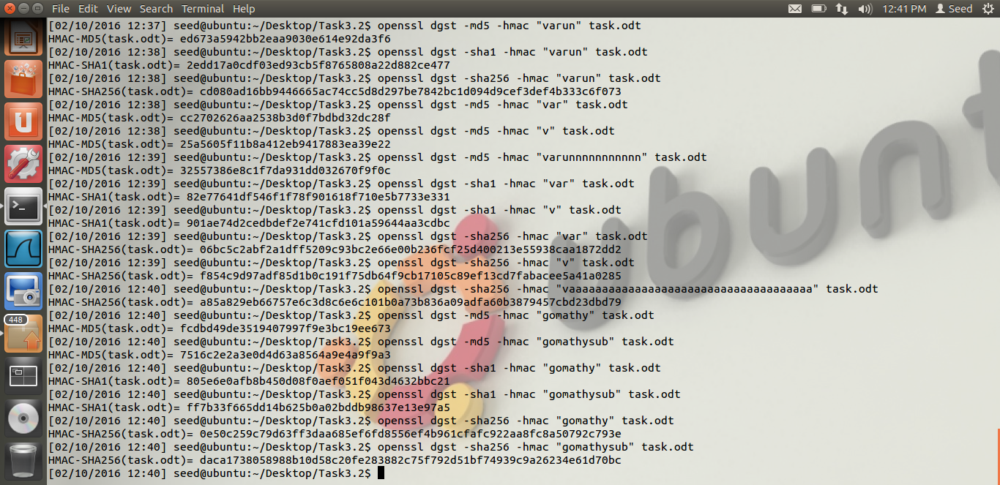 File Edit View Search Terminal Help 12:41 PM Seed
[02/10/2016 12:37] seed@ubuntu:~/Desktop/Task3.2$ openssl dgst -md5 -hmac "varun" task.odt
HMAC-MD5(task.odt)= ed673a5942bb2eaa9030e614e92da3f6
[02/10/2016 12:38] seed@ubuntu:~/Desktop/Task3.2$ openssl dgst -sha1 -hmac "varun" task.odt
HMAC-SHA1(task.odt)= 2edd17a0cdf03ed93cb5f8765808a22d882ce477
[02/10/2016 12:38] seed@ubuntu:~/Desktop/Task3.2$ openssl dgst -sha256 -hmac "varun" task.odt
HMAC-SHA256(task.odt)= cd080ad16bb9446665ac74cc5d8d297be7842bc1d094d9cef3def4b333c6f073
[02/10/2016 12:38] seed@ubuntu:~/Desktop/Task3.2$ openssl dgst -md5 -hmac "var" task.odt
HMAC-MD5(task.odt)= cc2702626aa2538b3d0f7bdbd32dc28f
[02/10/2016 12:38] seed@ubuntu:~/Desktop/Task3.2$ openssl dgst -md5 -hmac "v" task.odt
HMAC-MD5(task.odt)= 25a5605f11b8a412eb9417883ea39e22
[02/10/2016 12:39] seed@ubuntu:~/Desktop/Task3.2$ openssl dgst -md5 -hmac "varunnnnnnnnnnn" task.odt
HMAC-MD5(task.odt)= 32557386e8c1f7da931dd032670f9f0c
[02/10/2016 12:39] seed@ubuntu:~/Desktop/Task3.2$ openssl dgst -sha1 -hmac "var" task.odt
HMAC-SHA1(task.odt)= 82e77641df546f1f78f901618f710e5b7733e331
[02/10/2016 12:39] seed@ubuntu:~/Desktop/Task3.2$ openssl dgst -sha1 -hmac "v" task.odt
HMAC-SHA1(task.odt)= 901ae74d2cedbdef2e741cfd101a59644aa3cdbc
[02/10/2016 12:39] seed@ubuntu:~/Desktop/Task3.2$ openssl dgst -sha256 -hmac "var" task.odt
HMAC-SHA256(task.odt)= 06bc5c2abf2a1dff5209c93bc2e66e00b236fcf25d400213e55938caa1872dd2
[02/10/2016 12:39] seed@ubuntu:~/Desktop/Task3.2$ openssl dgst -sha256 -hmac "v" task.odt
HMAC-SHA256(task.odt)= f854c9d97adf85d1b0c191f75db64f9cb17105c89ef13cd7fabacee5a41a0285
[02/10/2016 12:40] seed@ubuntu:~/Desktop/Task3.2$ openssl dgst -sha256 -hmac "vaaaaaaaaaaaaaaaaaaaaaaaaaaaaaaaaaaaaa" task.odt
HMAC-SHA256(task.odt)= a85a829eb66757e6c3d8c6e6c101b0a73b836a09adfa60b3879457cbd23dbd79
[02/10/2016 12:40] seed@ubuntu:~/Desktop/Task3.2$ openssl dgst -md5 -hmac "gomathy" task.odt
HMAC-MD5(task.odt)= fcdbd49de3519407997f9e3bc19ee673
[02/10/2016 12:40] seed@ubuntu:~/Desktop/Task3.2$ openssl dgst -md5 -hmac "gomathysub" task.odt
HMAC-MD5(task.odt)= 7516c2e2a3e0d4d63a8564a9e4a9f9a3
[02/10/2016 12:40] seed@ubuntu:~/Desktop/Task3.2$ openssl dgst -sha1 -hmac "gomathy" task.odt
HMAC-SHA1(task.odt)= 805e6e0afb8b450d08f0aef051f043d4632bbc21
[02/10/2016 12:40] seed@ubuntu:~/Desktop/Task3.2$ openssl dgst -sha1 -hmac "gomathysub" task.odt
HMAC-SHA1(task.odt)= ff7b33f665dd14b625b0a02bddb98637e13e97a5
[02/10/2016 12:40] seed@ubuntu:~/Desktop/Task3.2$ openssl dgst -sha256 -hmac "gomathy" task.odt
HMAC-SHA256(task.odt)= 0e50c259c79d63ff3daa685ef6fd8556ef4b961cfafc922aa8fc8a50792c793e
[02/10/2016 12:40] seed@ubuntu:~/Desktop/Task3.2$ openssl dgst -sha256 -hmac "gomathysub" task.odt
HMAC-SHA256(task.odt)= daca1738058988b10d58c20fe283882c75f792d51bf74939c9a26234e61d70bc
[02/10/2016 12:40] seed@ubuntu:~/Desktop/Task3.2$
448
ubunt